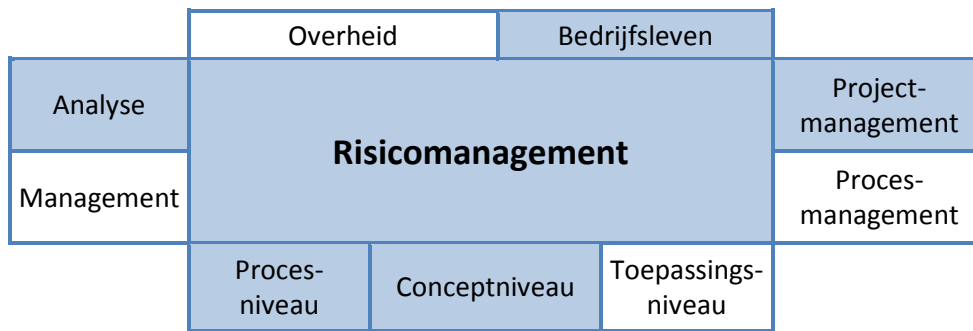 Overheid
Bedrijfsleven
Analyse
Management
Risicomanagement
Project-
management
Proces-
management
Proces-
niveau
Conceptniveau
Toepassings-
niveau